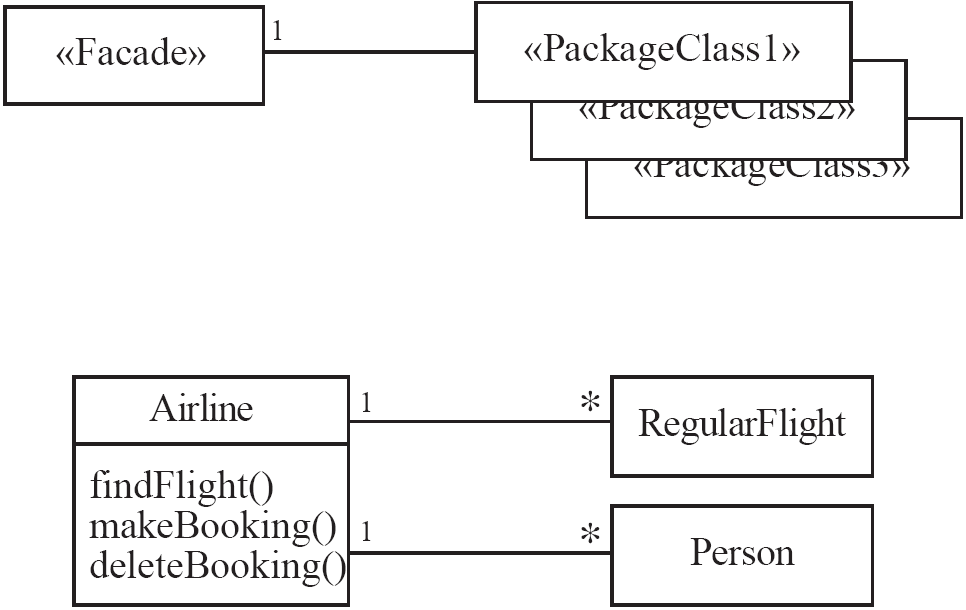 «Facade»
1
«PackageClass1»
«PackageClass2»
«PackageClass3»
Airline
1
*
RegularFlight
findFlight()
makeBooking()
deleteBooking()
1
*
Person